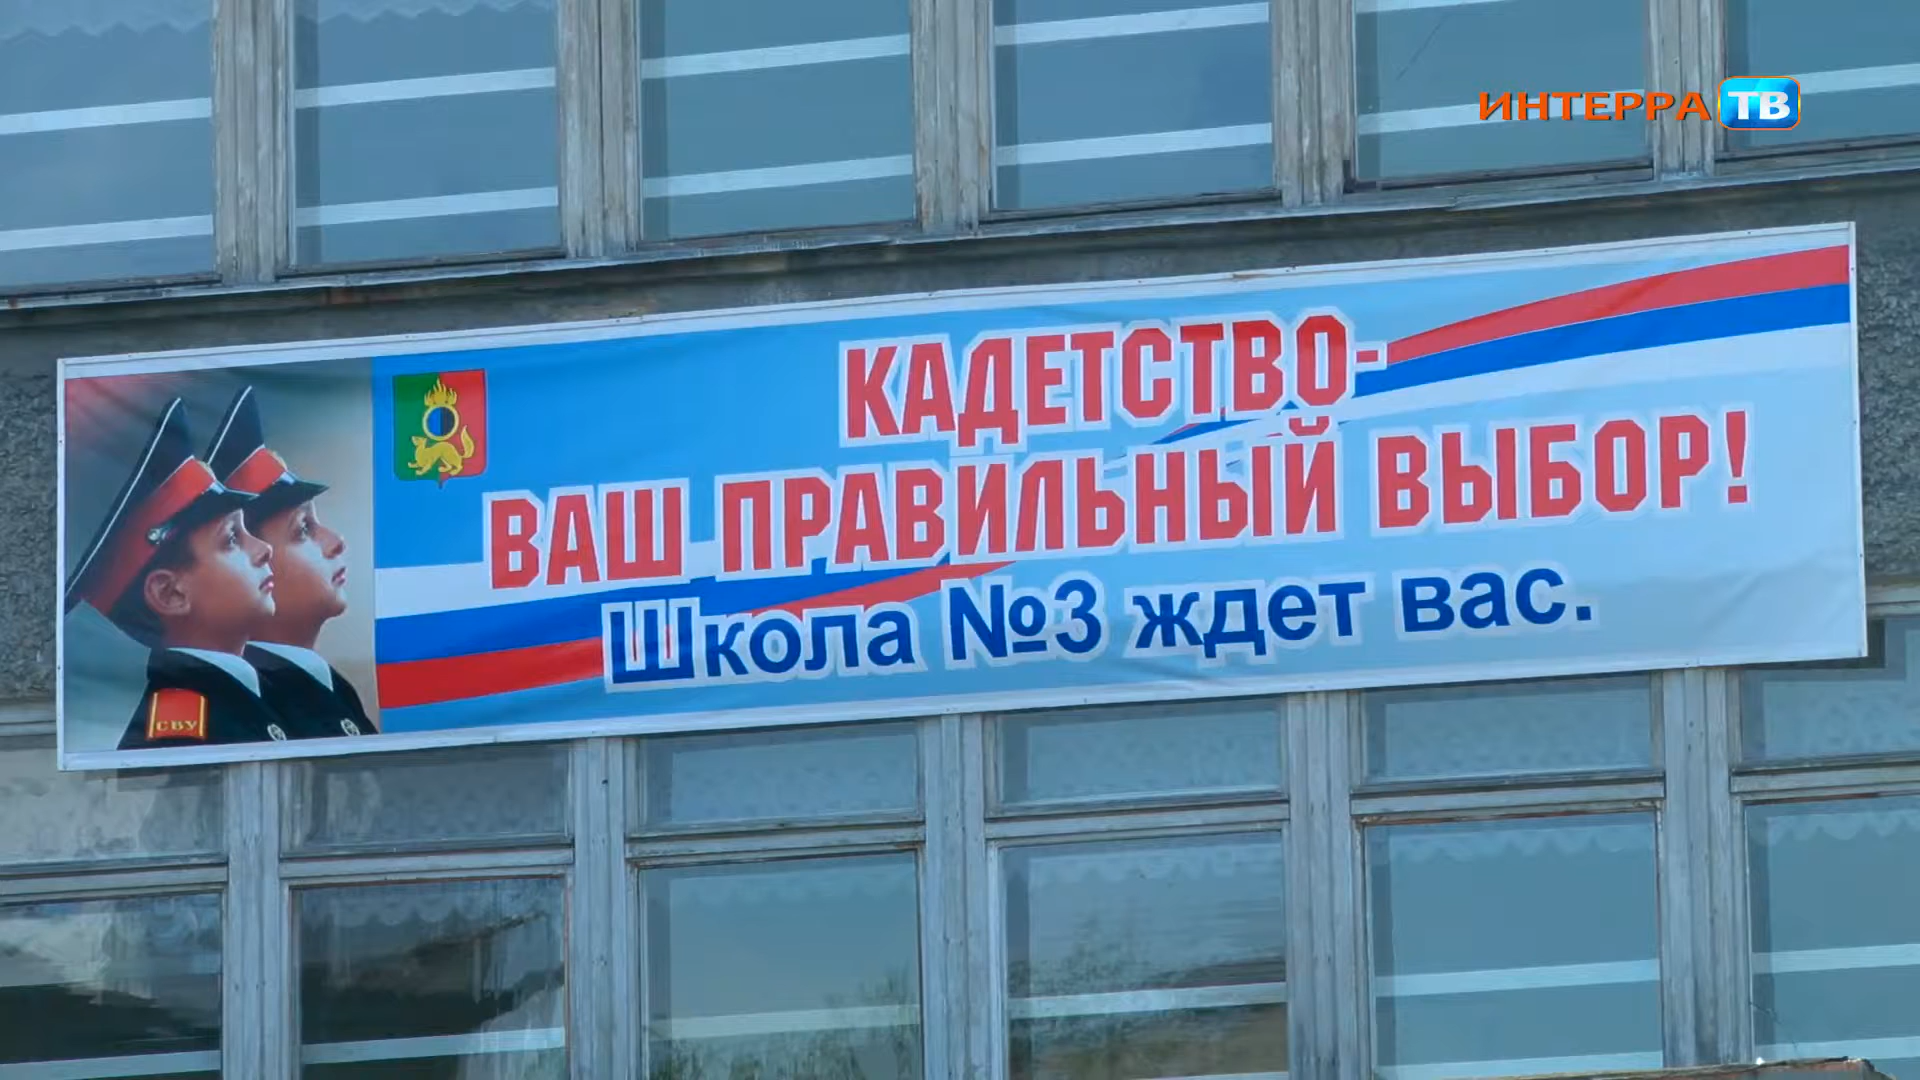 ИНТЕРРА ТВ
КАДЕТСТВО-
ВАШ ПРАВИЛЬНЫЙ ВЫБОР!
Школа №3 ждет вас.
СВУ